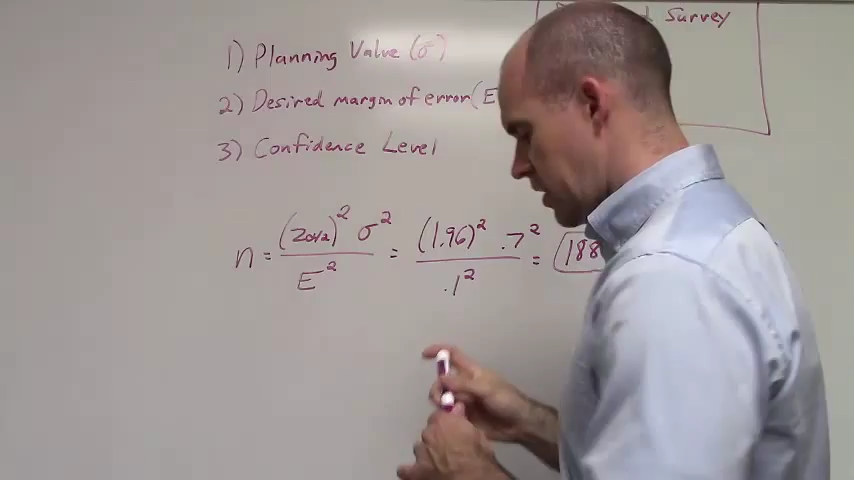 Survey
1) Planning Value (σ)
2) Desired margin of error (E
3) Confidence Level
n = (Zα/2)² σ² / E² = (1.96)² .7² / .1² = 188